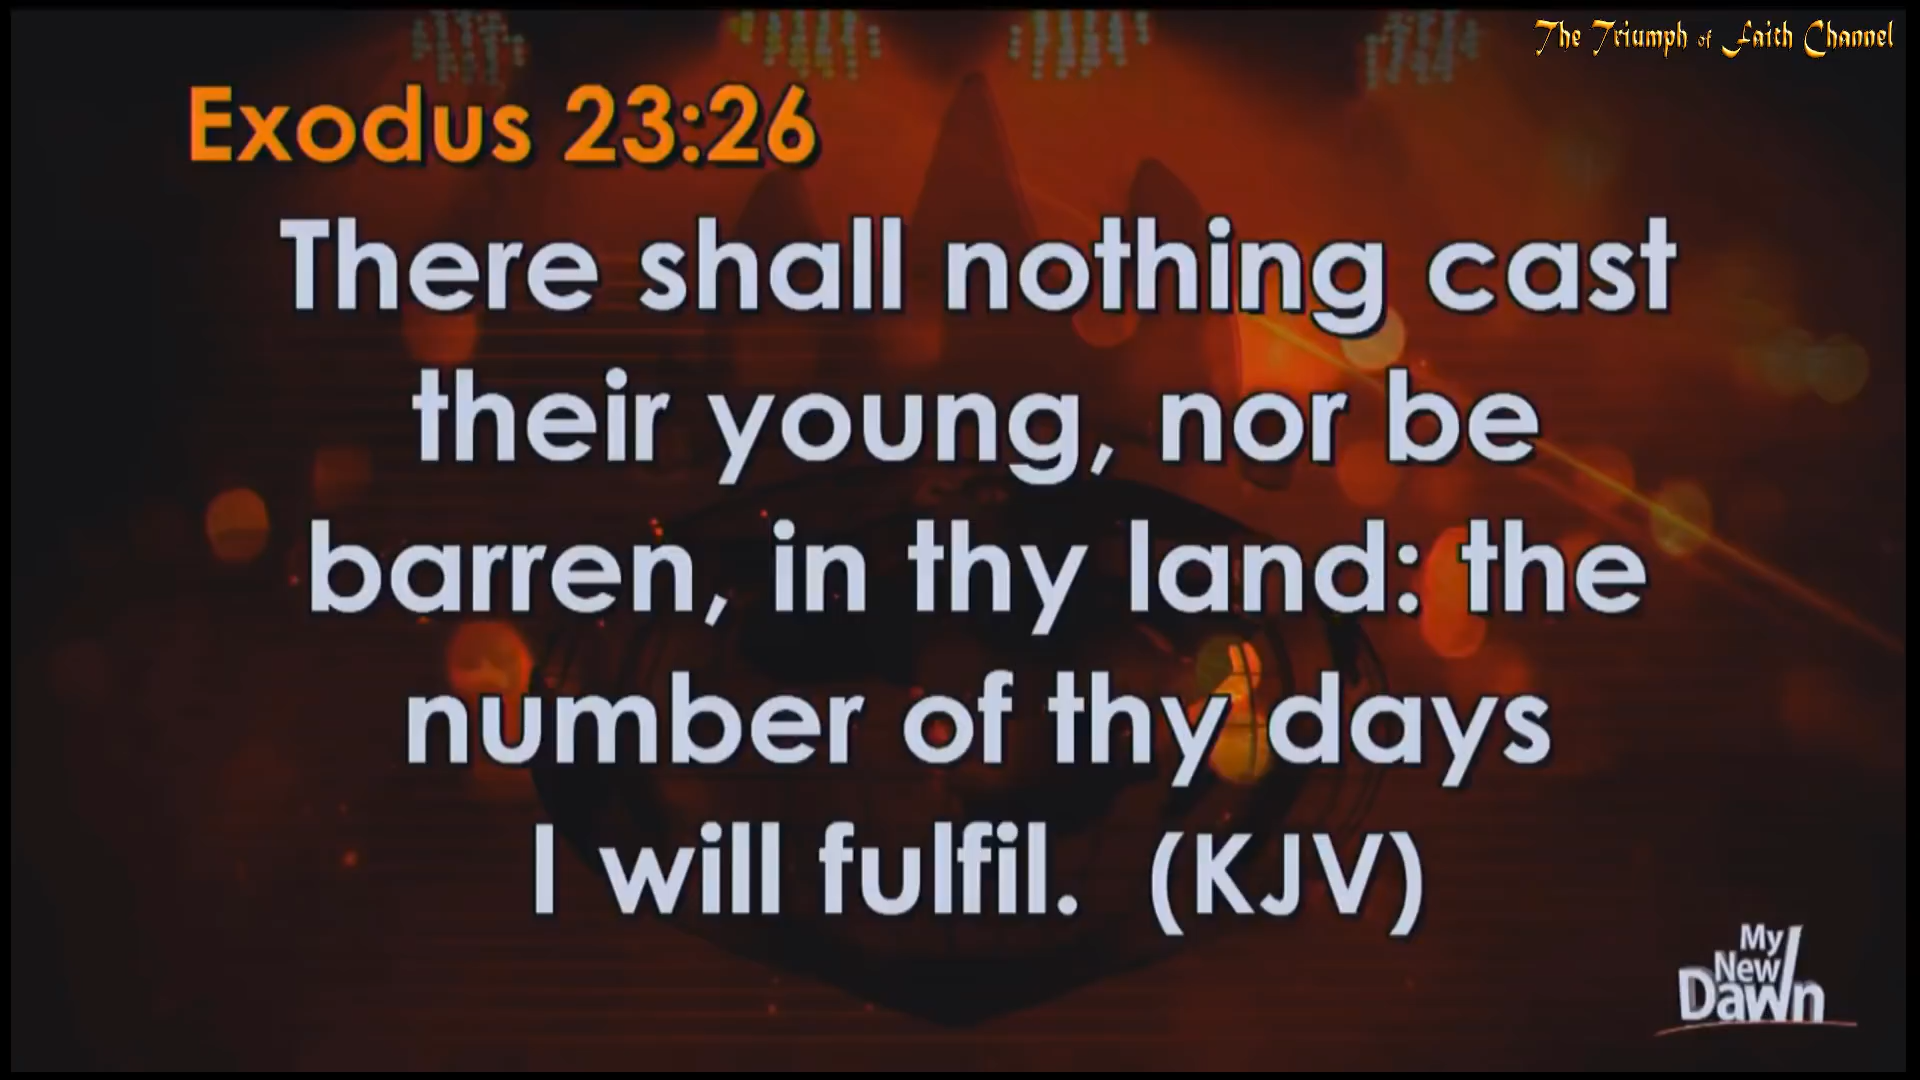 The Triumph of Faith Channel
Exodus 23:26
There shall nothing cast
their young, nor be
barren, in thy land: the
number of thy days
I will fulfil. (KJV)
My
New
Dawn